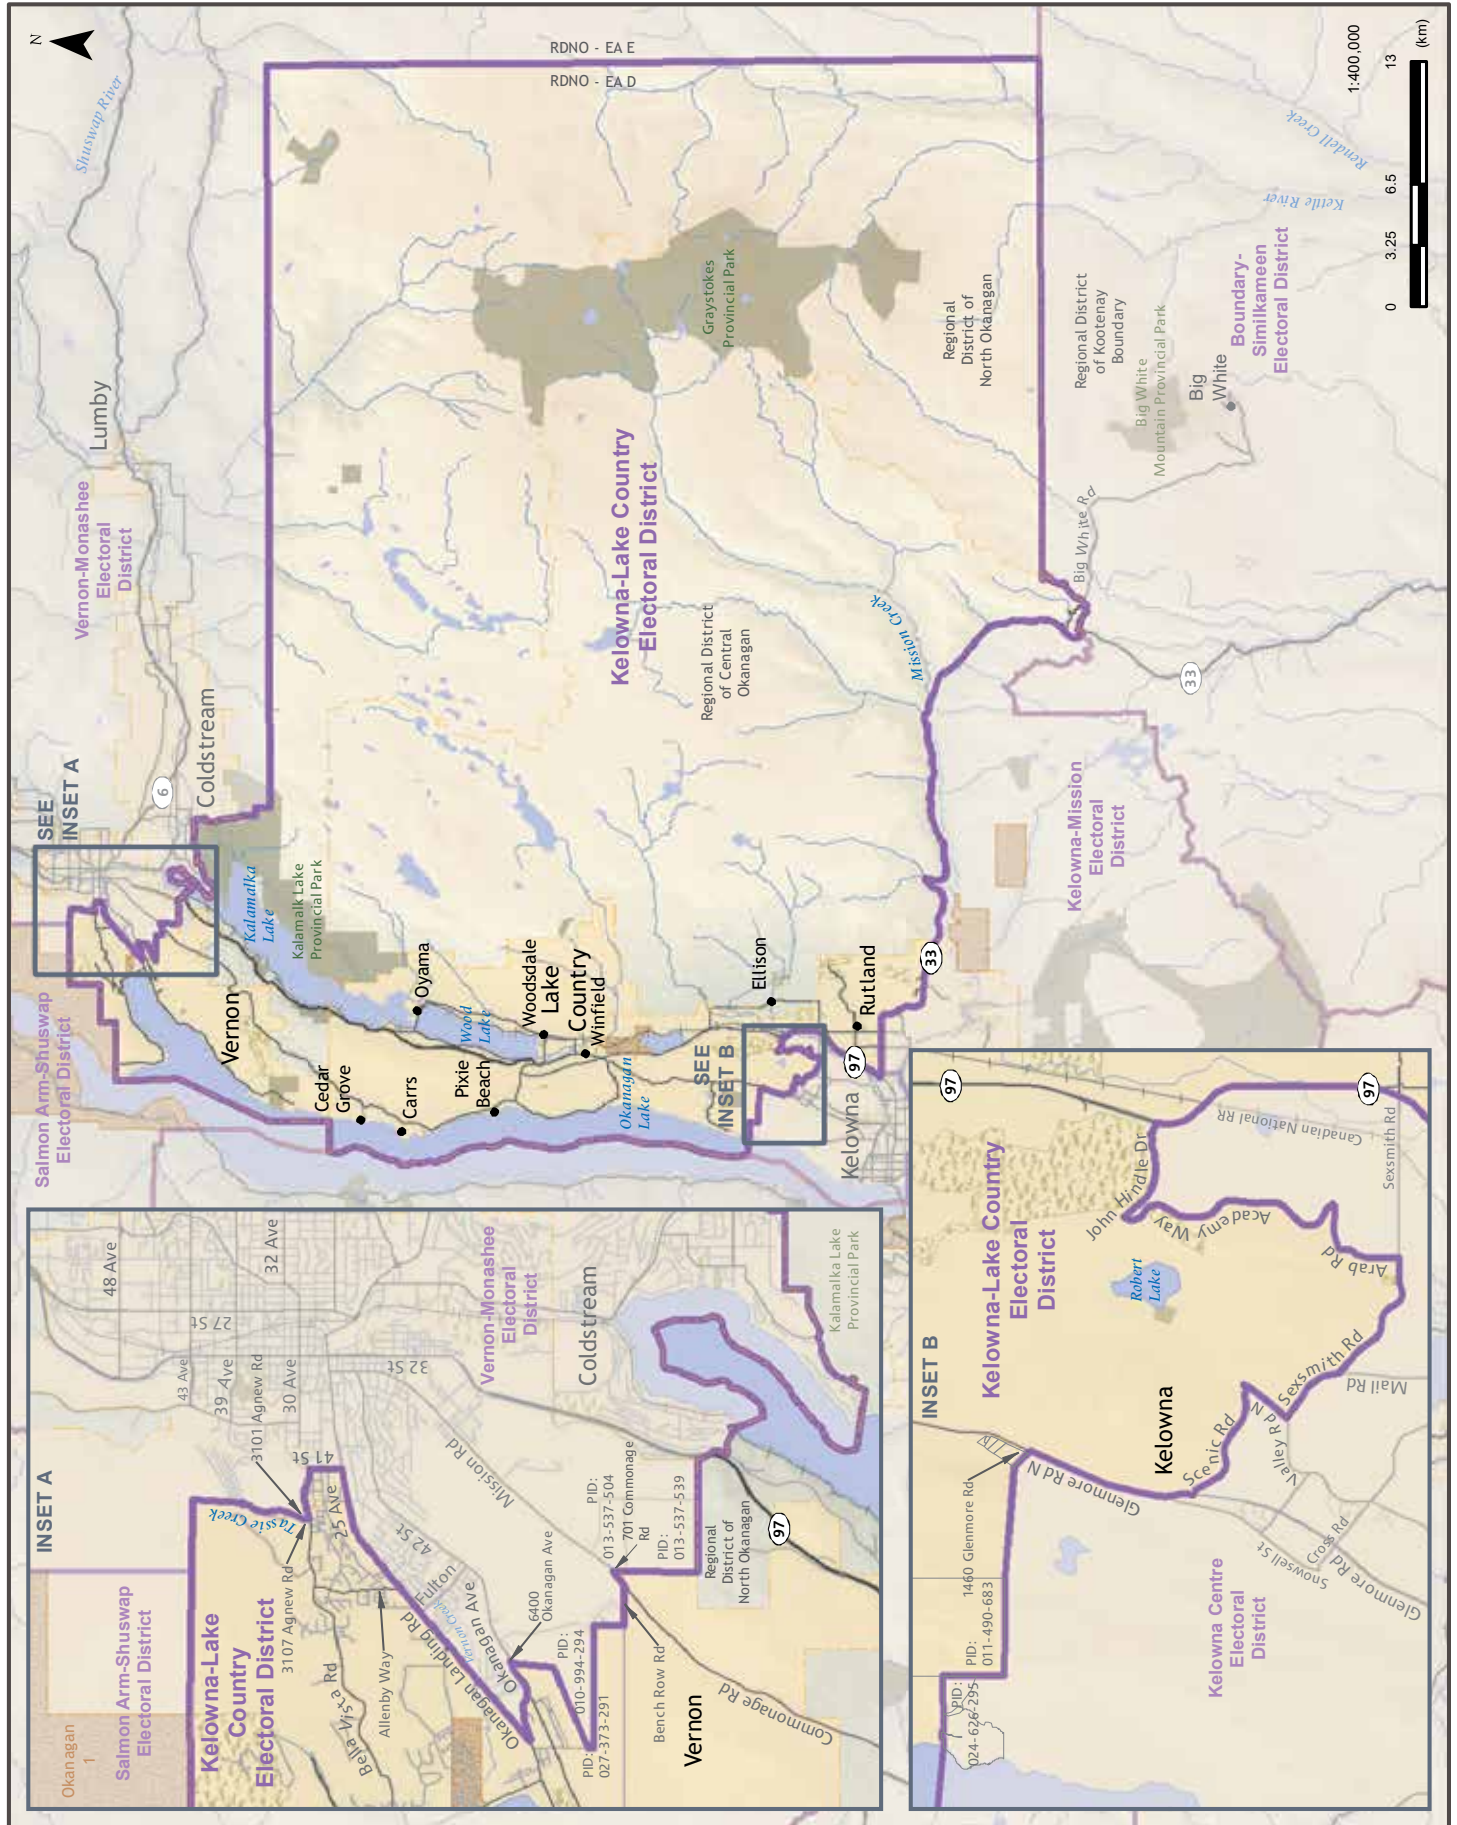 N
Shuswap River
RDNO - EA E
RDNO - EA D
1:400,000
0
3.25
6.5
13
(km)
Rendell Creek
Kettle River
Lumby
Vernon-Monashee
Electoral
District
Graystokes
Provincial Park
Regional
District of
North Okanagan
Regional District
of Kootenay
Boundary
Big White
Mountain Provincial Park
Big
White
Boundary-
Similkameen
Electoral District
Kelowna-Lake Country
Electoral District
Regional District
of Central
Okanagan
Mission Creek
Big White Rd
33
SEE
INSET A
6
Coldstream
Kalamalka
Lake
Kalamalka Lake
Provincial Park
Kelowna-Mission
Electoral
District
Salmon Arm-Shuswap
Electoral District
Vernon
Cedar
Grove
Carrs
Oyama
Wood
Lake
Pixie
Beach
Woodsdale
Lake
Country
Winfield
Okanagan
Lake
Ellison
SEE
INSET B
Rutland
33
97
Kelowna
INSET A
48 Ave
32 Ave
27 St
43 Ave
39 Ave
30 Ave
3101 Agnew Rd
41 St
32 St
Vernon-Monashee
Electoral
District
Coldstream
Kalamalka Lake
Provincial Park
Tassie Creek
25 Ave
Mission Rd
42 St
Fulton
Vernon Creek
Okanagan Ave
6400
Okanagan Ave
PID:
013-537-504
701 Commonage
Rd
PID:
013-537-539
Regional
District of
North Okanagan
97
Okanagan
1
Salmon Arm-Shuswap
Electoral District
Kelowna-Lake
Country
Electoral District
3107 Agnew Rd
Bella Vista Rd
Allenby Way
Okanagan Landing Rd
PID:
010-994-294
PID:
027-373-291
Bench Row Rd
Vernon
Commonage Rd
INSET B
97
Kelowna-Lake Country
Electoral
District
John Hindle Dr
Academy Way
Canadian National RR
Sexsmith Rd
97
Robert
Lake
Arab Rd
Kelowna
Scenic Rd
Valley Rd N
Sexsmith Rd
Mail Rd
1460 Glenmore Rd
Glenmore Rd N
PID:
011-490-683
PID:
024-626-295
Kelowna Centre
Electoral
District
Snowsell St
Cross Rd
Glenmore Rd